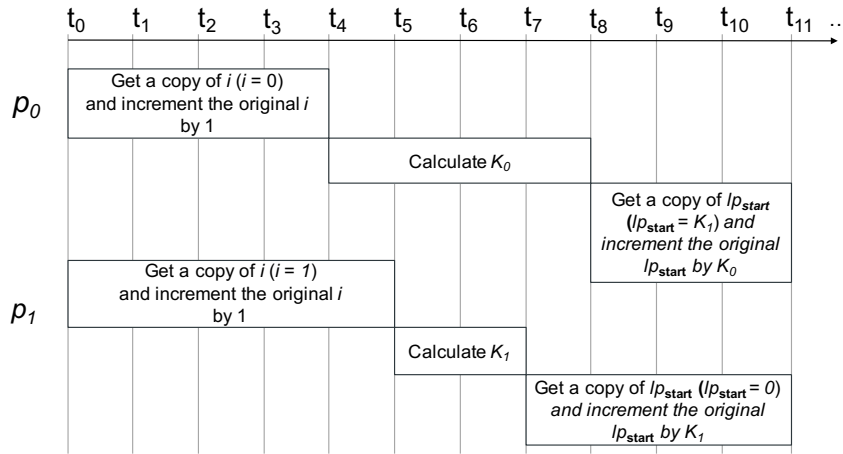 t0 t1 t2 t3 t4 t5 t6 t7 t8 t9 t10 t11 ..
p0
Get a copy of i (i = 0)
and increment the original i
by 1
Calculate K0
Get a copy of lpstart
(lpstart = K1) and
increment the original
lpstart by K0
p1
Get a copy of i (i = 1)
and increment the original i
by 1
Calculate K1
Get a copy of lpstart (lpstart = 0)
and increment the original
lpstart by K1